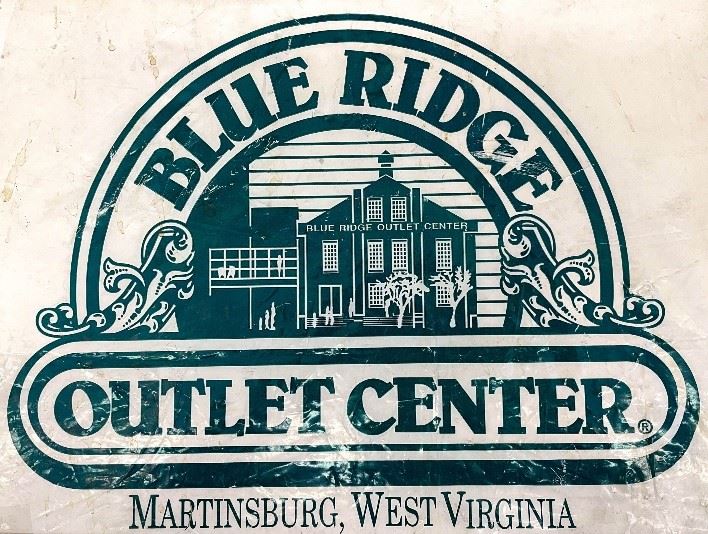 BLUE RIDGE
BLUE RIDGE OUTLET CENTER
OUTLET CENTER®
MARTINSBURG, WEST VIRGINIA